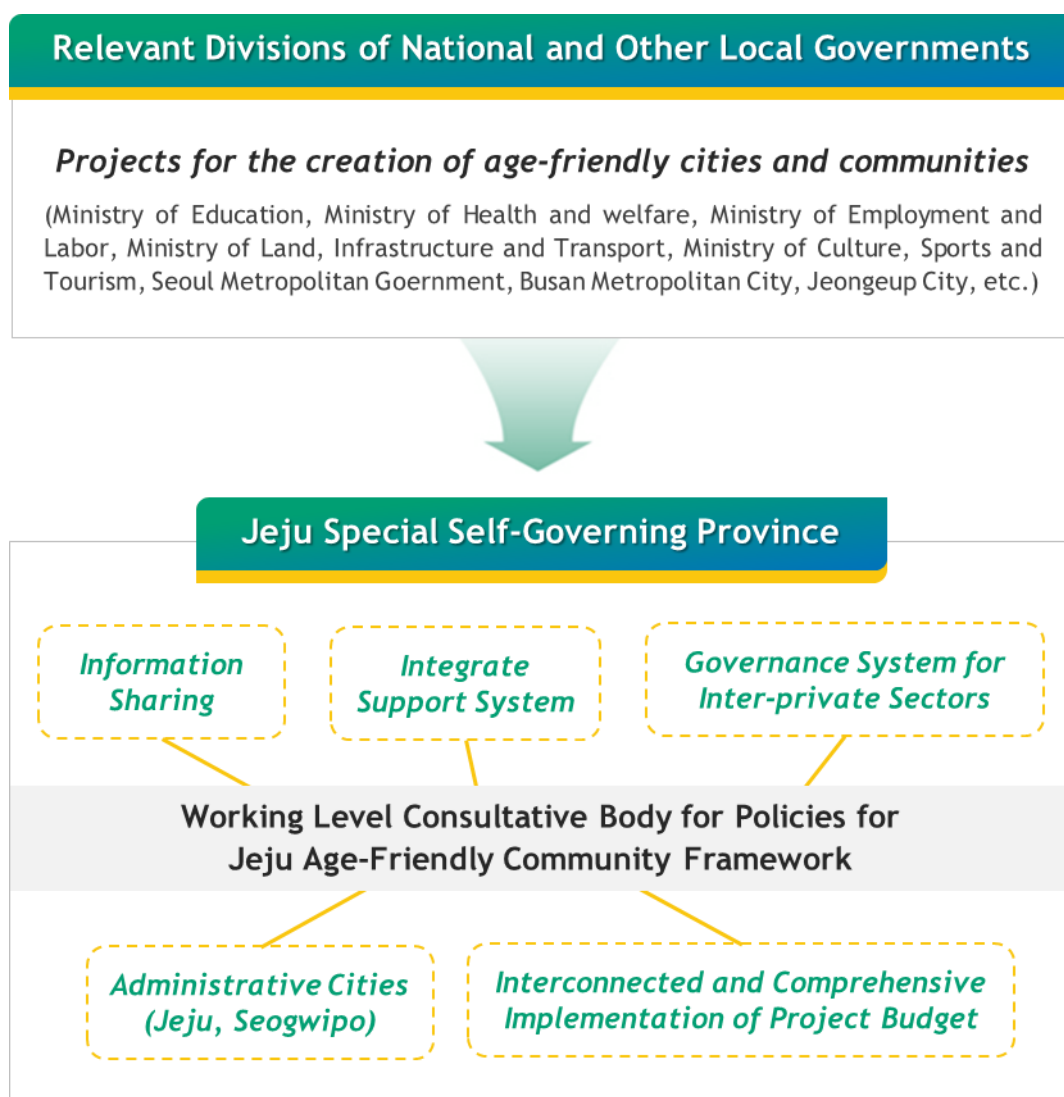 Relevant Divisions of National and Other Local Governments
Projects for the creation of age-friendly cities and communities
(Ministry of Education, Ministry of Health and welfare, Ministry of Employment and
Labor, Ministry of Land, Infrastructure and Transport, Ministry of Culture, Sports and
Tourism, Seoul Metropolitan Goernment, Busan Metropolitan City, Jeongeup City, etc.)
Jeju Special Self-Governing Province
Information
Sharing
Integrate
Support System
Governance System for
Inter-private Sectors
Working Level Consultative Body for Policies for
Jeju Age-Friendly Community Framework
Administrative Cities
(Jeju, Seogwipo)
Interconnected and Comprehensive
Implementation of Project Budget